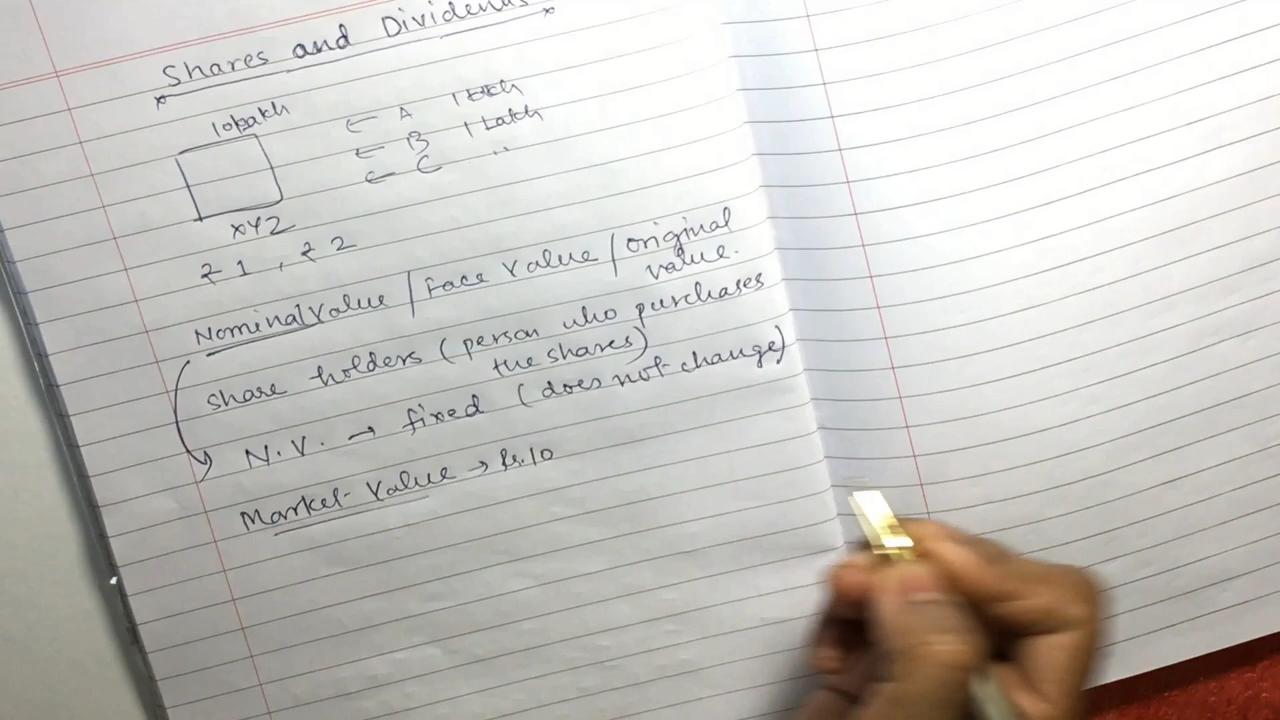 Shares and Dividends
10 Lakh
← A 1 Lakh
← B 1 Lakh
← C "
XYZ
₹ 1 , ₹ 2
Nominal Value / Face Value / original value.
Share holders (person who purchases the shares)
N.V. → fixed (does not change)
Market Value → Rs. 10